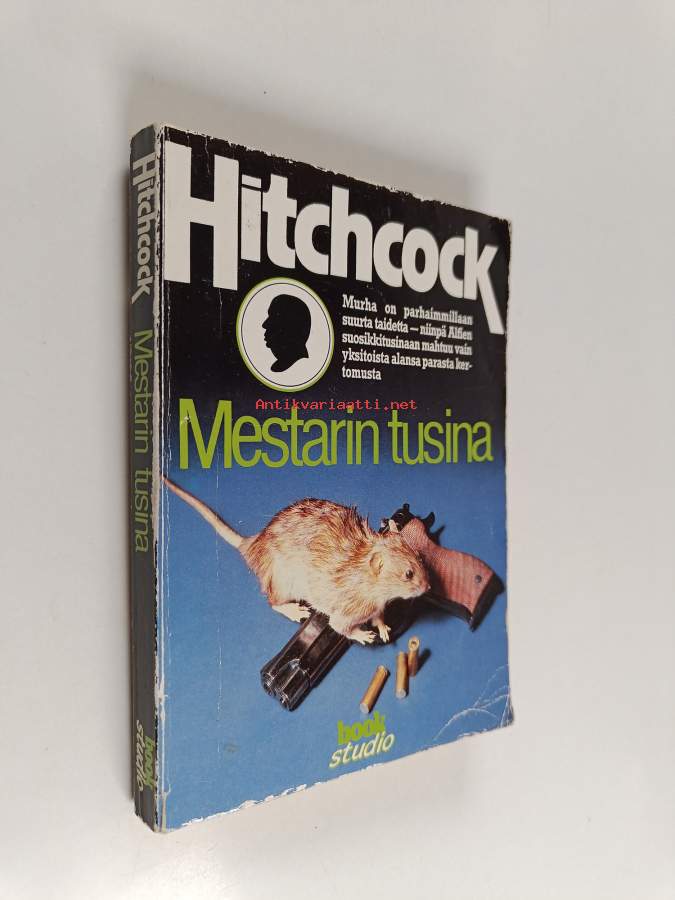 Hitchcock
Murha on parhaimmillaan
suurta taidetta — niinpä Alfien
suosikkitusinaan mahtuu vain
yksitoista alansa parasta ker-
tomusta
Antikvariaatti.net
Mestarin tusina
book
studio
Hitchcock Mestarin tusina
book
studio